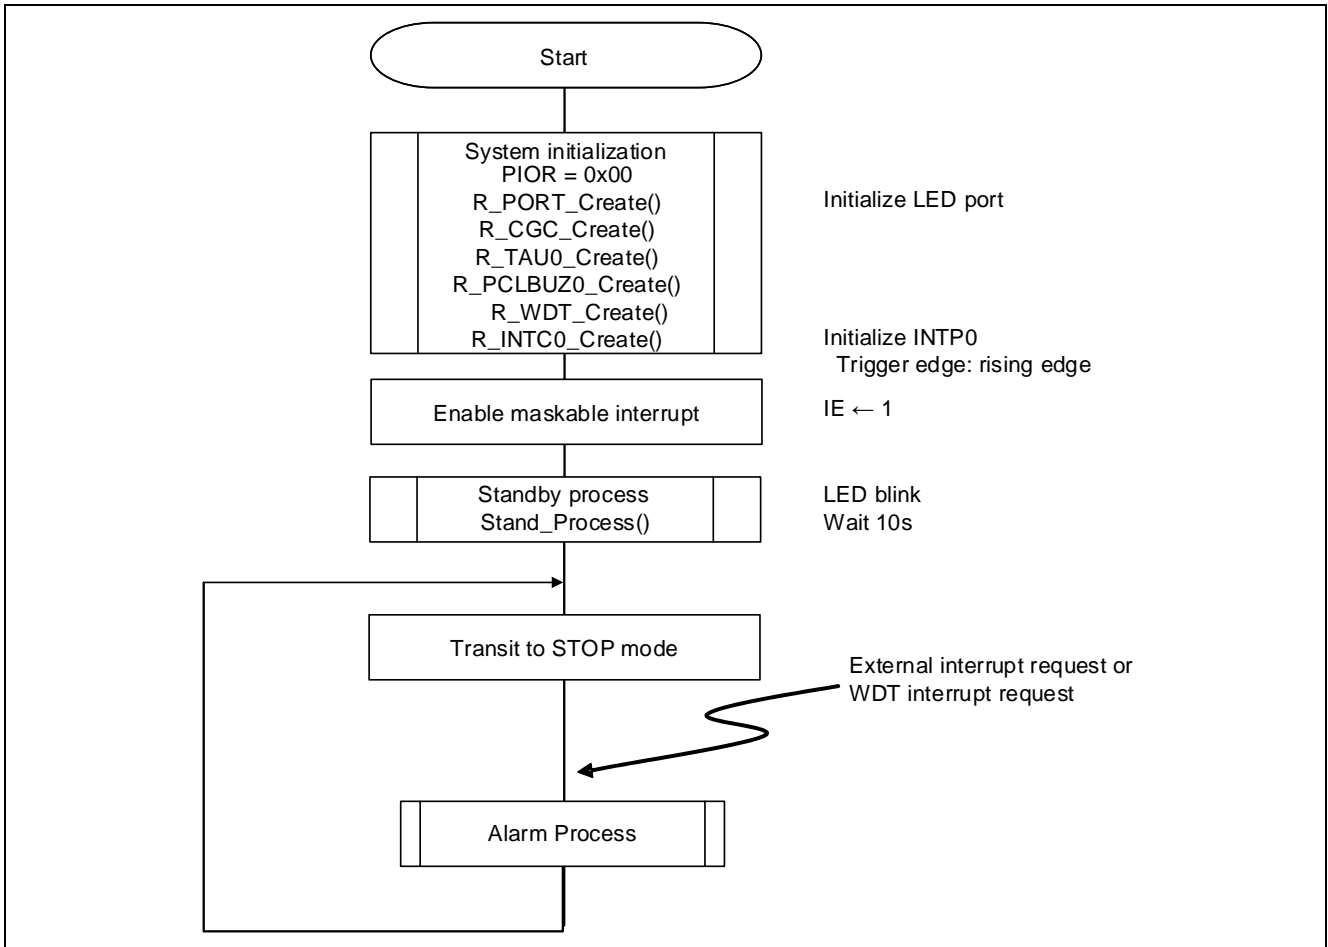 Start
System initialization
PIOR = 0x00
R_PORT_Create()
Initialize LED port
R_CGC_Create()
R_TAU0_Create()
R_PCLBUZ0_Create()
R_WDT_Create()
R_INTC0_Create()
Initialize INTP0
Trigger edge: rising edge
Enable maskable interrupt
IE ← 1
Standby process
Stand_Process()
LED blink
Wait 10s
Transit to STOP mode
External interrupt request or
WDT interrupt request
Alarm Process